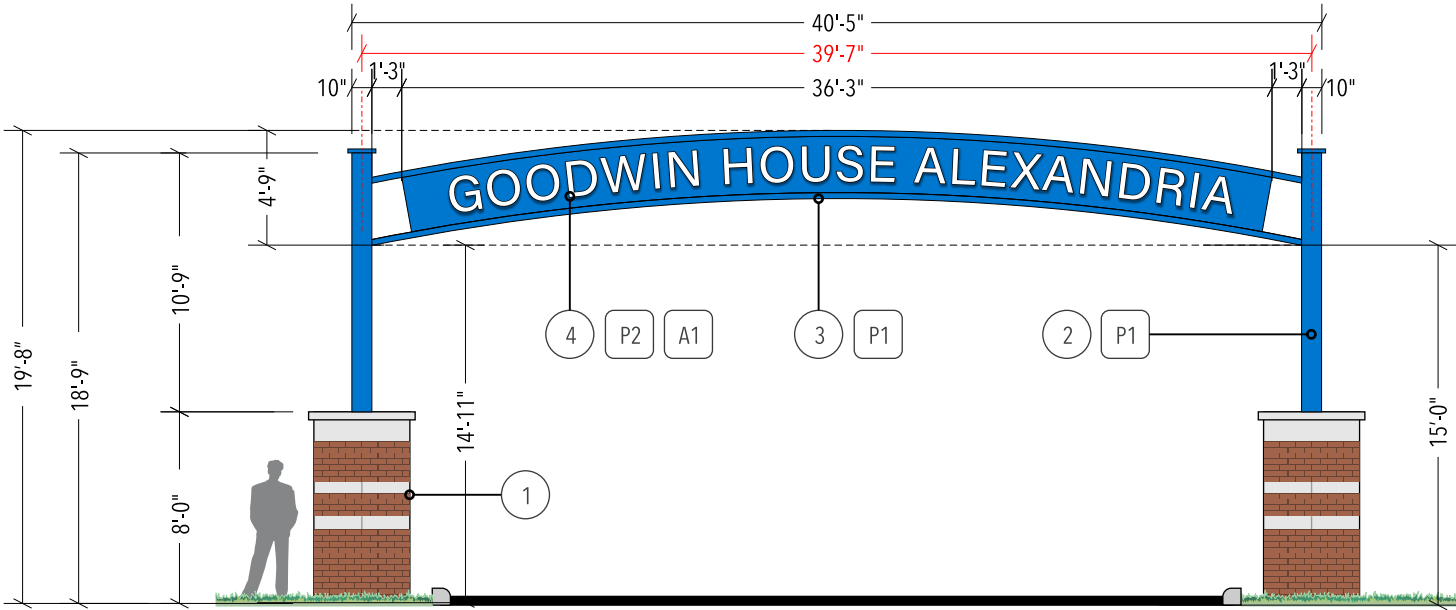 40'-5"
39'-7"
10" 1'-3" 36'-3" 1'-3" 10"
GOODWIN HOUSE ALEXANDRIA
4'-9"
10'-9"
19'-8"
18'-9"
14'-11"
15'-0"
8'-0"
4 P2 A1
3 P1
2 P1
1